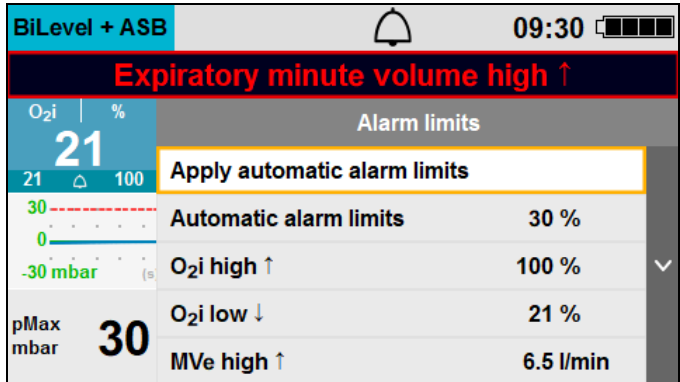 BiLevel + ASB
09:30
Expiratory minute volume high ↑
O₂i %
21
21 100
30
0
-30 mbar (s
pMax
mbar
30
Alarm limits
Apply automatic alarm limits
Automatic alarm limits 30 %
O₂i high ↑ 100 %
O₂i low ↓ 21 %
MVe high ↑ 6.5 l/min